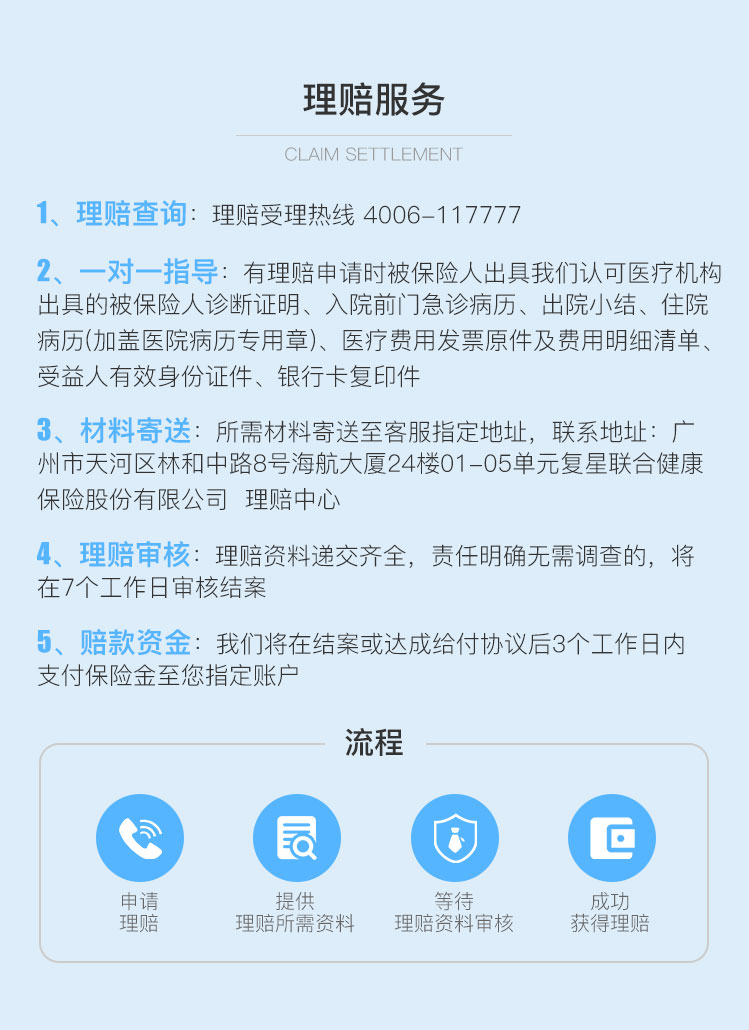 理赔服务
CLAIM SETTLEMENT
1、理赔查询：理赔受理热线 4006-117777
2、一对一指导：有理赔申请时被保险人出具我们认可医疗机构
出具的被保险人诊断证明、入院前门急诊病历、出院小结、住院
病历(加盖医院病历专用章)、医疗费用发票原件及费用明细清单、
受益人有效身份证件、银行卡复印件
3、材料寄送：所需材料寄送至客服指定地址，联系地址：广
州市天河区林和中路8号海航大厦24楼01-05单元复星联合健康
保险股份有限公司 理赔中心
4、理赔审核：理赔资料递交齐全，责任明确无需调查的，将
在7个工作日审核结案
5、赔款资金：我们将在结案或达成给付协议后3个工作日内
支付保险金至您指定账户
流程
申请
理赔
提供
理赔所需资料
等待
理赔资料审核
成功
获得理赔